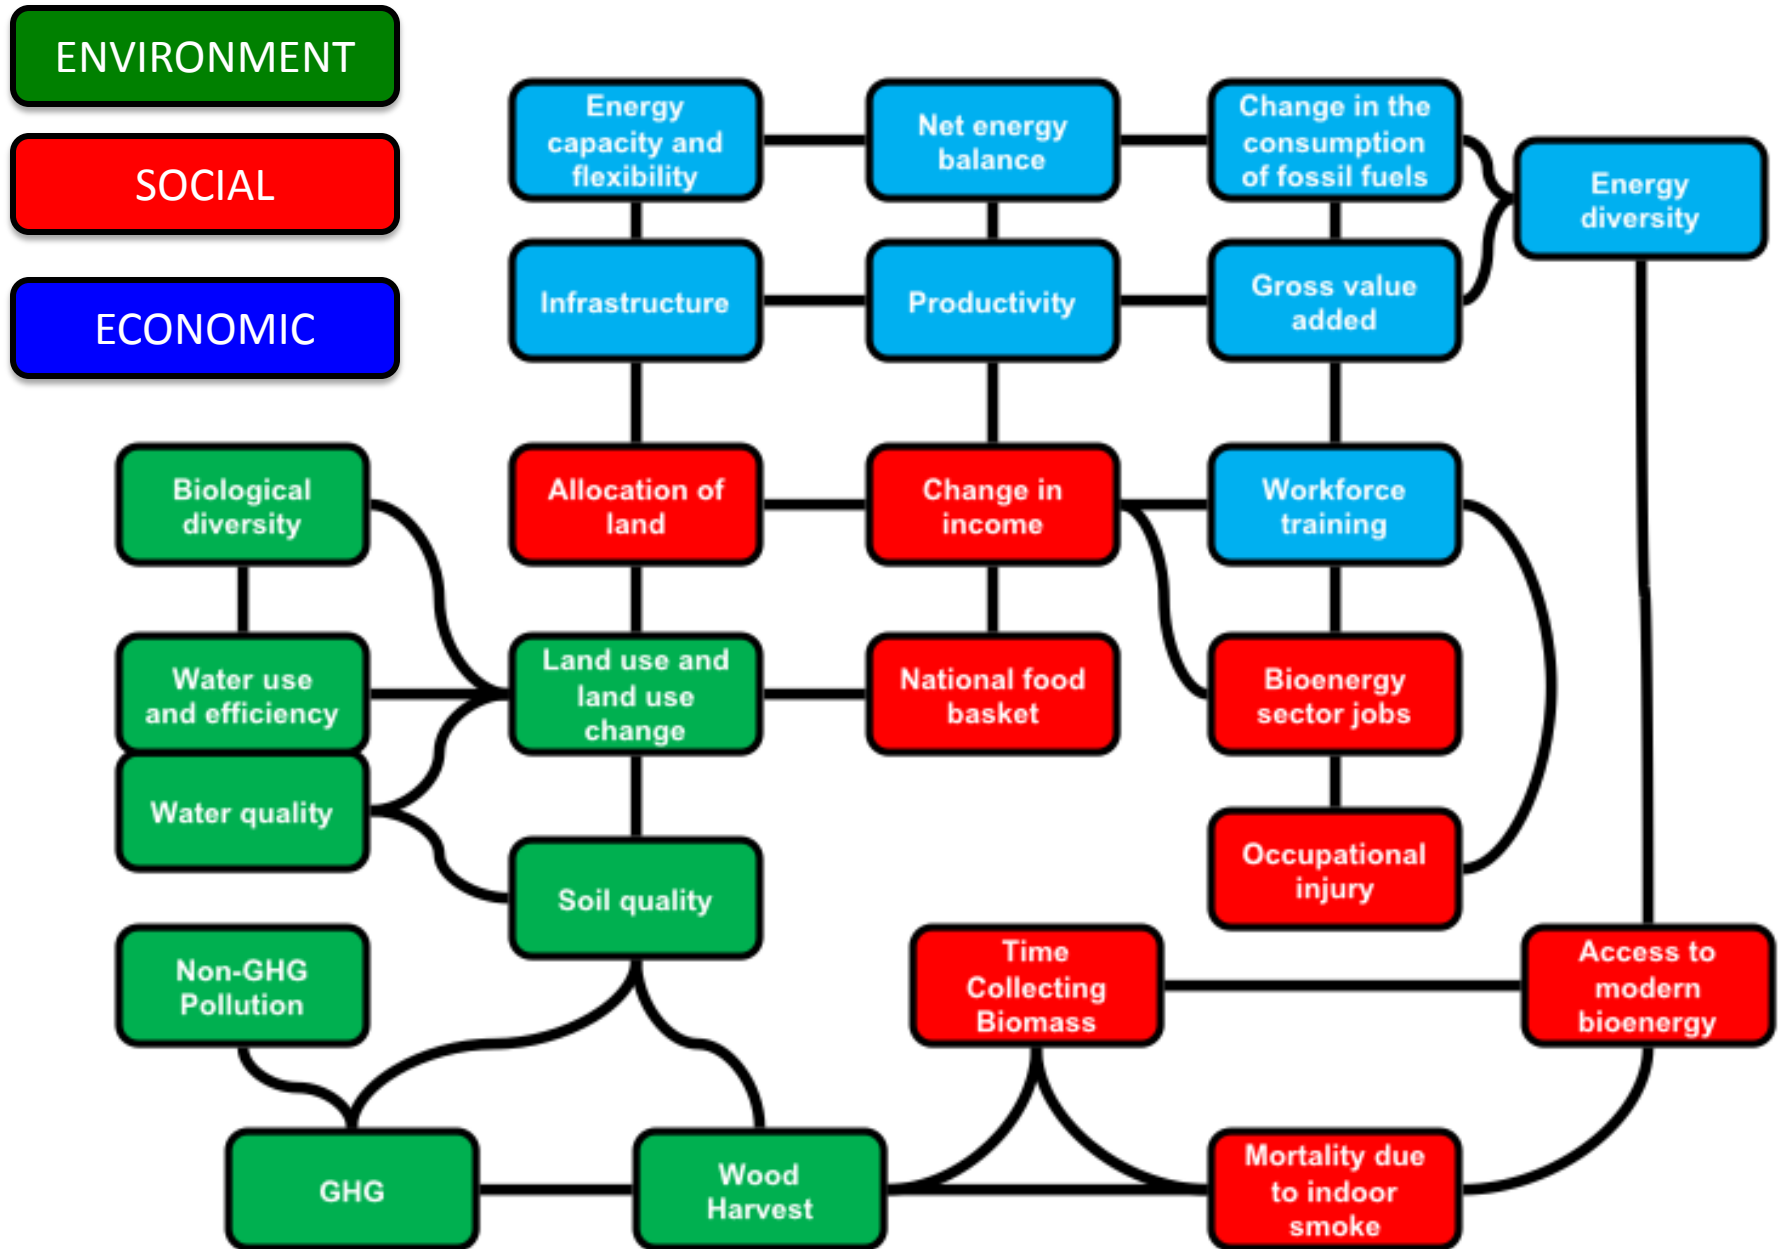 ENVIRONMENT
SOCIAL
ECONOMIC
Energy
capacity and
flexibility
Net energy
balance
Change in the
consumption
of fossil fuels
Energy
diversity
Infrastructure
Productivity
Gross value
added
Biological
diversity
Allocation of
land
Change in
income
Workforce
training
Water use
and efficiency
Land use and
land use
change
National food
basket
Bioenergy
sector jobs
Water quality
Soil quality
Occupational
injury
Non-GHG
Pollution
Time
Collecting
Biomass
Access to
modern
bioenergy
GHG
Wood
Harvest
Mortality due
to indoor
smoke